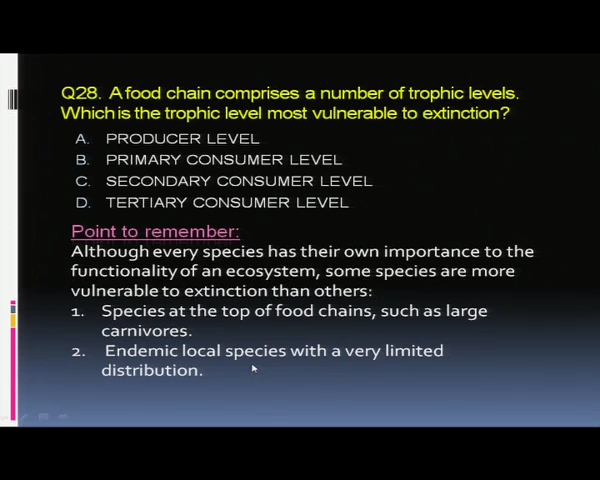 Q28. A food chain comprises a number of trophic levels.
Which is the trophic level most vulnerable to extinction?
A. PRODUCER LEVEL
B. PRIMARY CONSUMER LEVEL
C. SECONDARY CONSUMER LEVEL
D. TERTIARY CONSUMER LEVEL
Point to remember:
Although every species has their own importance to the
functionality of an ecosystem, some species are more
vulnerable to extinction than others:
1. Species at the top of food chains, such as large
carnivores.
2. Endemic local species with a very limited
distribution.